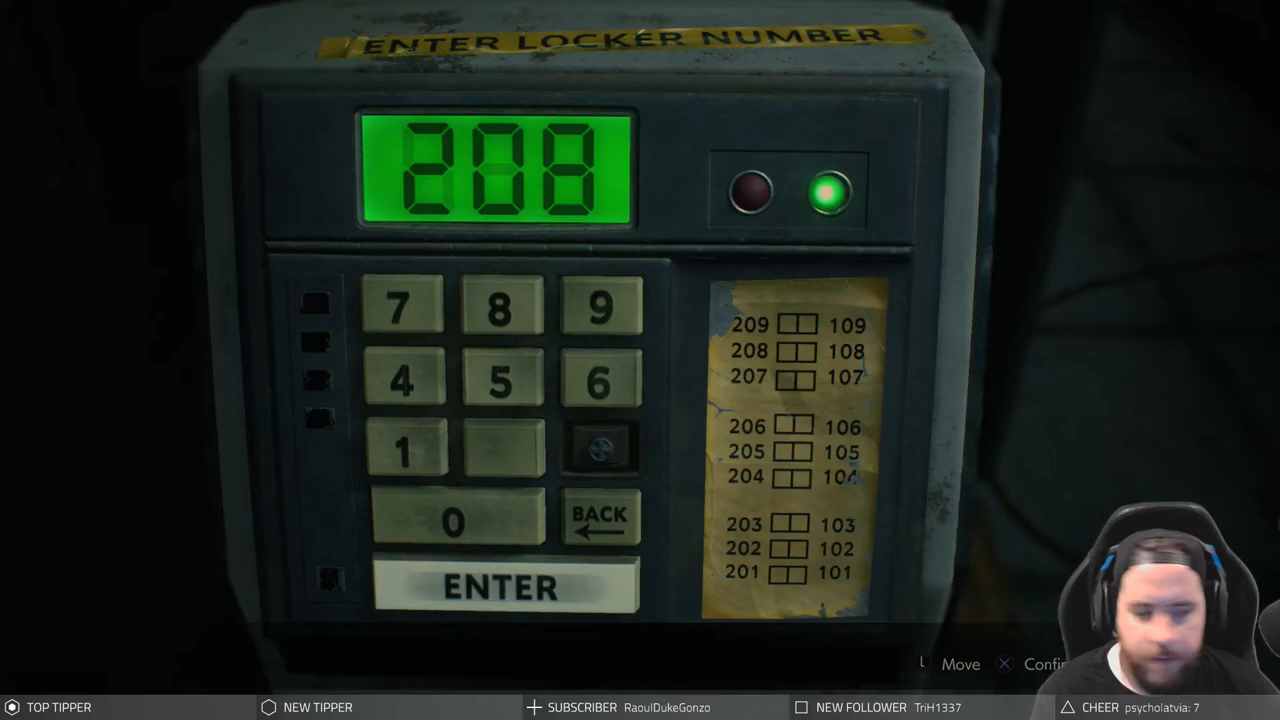 ENTER LOCKER NUMBER
208
7 8 9
4 5 6
1
0 BACK
ENTER
209 109
208 108
207 107
206 106
205 105
204 104
203 103
202 102
201 101
L Move X
TOP TIPPER
NEW TIPPER
SUBSCRIBER RaoulDukeGonzo
NEW FOLLOWER TriH1337
CHEER psycholatvia: 7